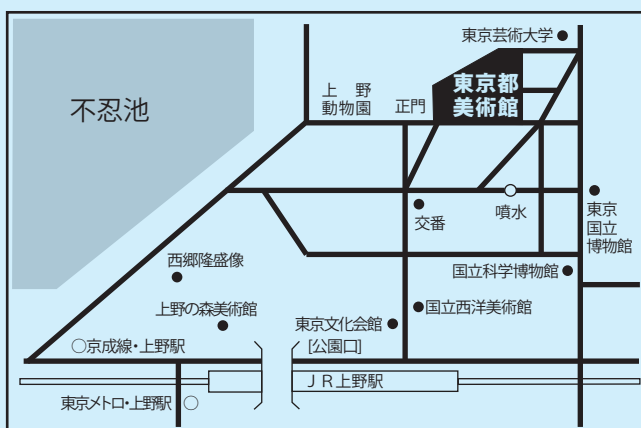 東京芸術大学
不忍池
上野
動物園
正門
東京都
美術館
交番
噴水
東京
国立
博物館
西郷隆盛像
国立科学博物館
上野の森美術館
東京文化会館
国立西洋美術館
○京成線・上野駅
[公園口]
JR上野駅
東京メトロ・上野駅○